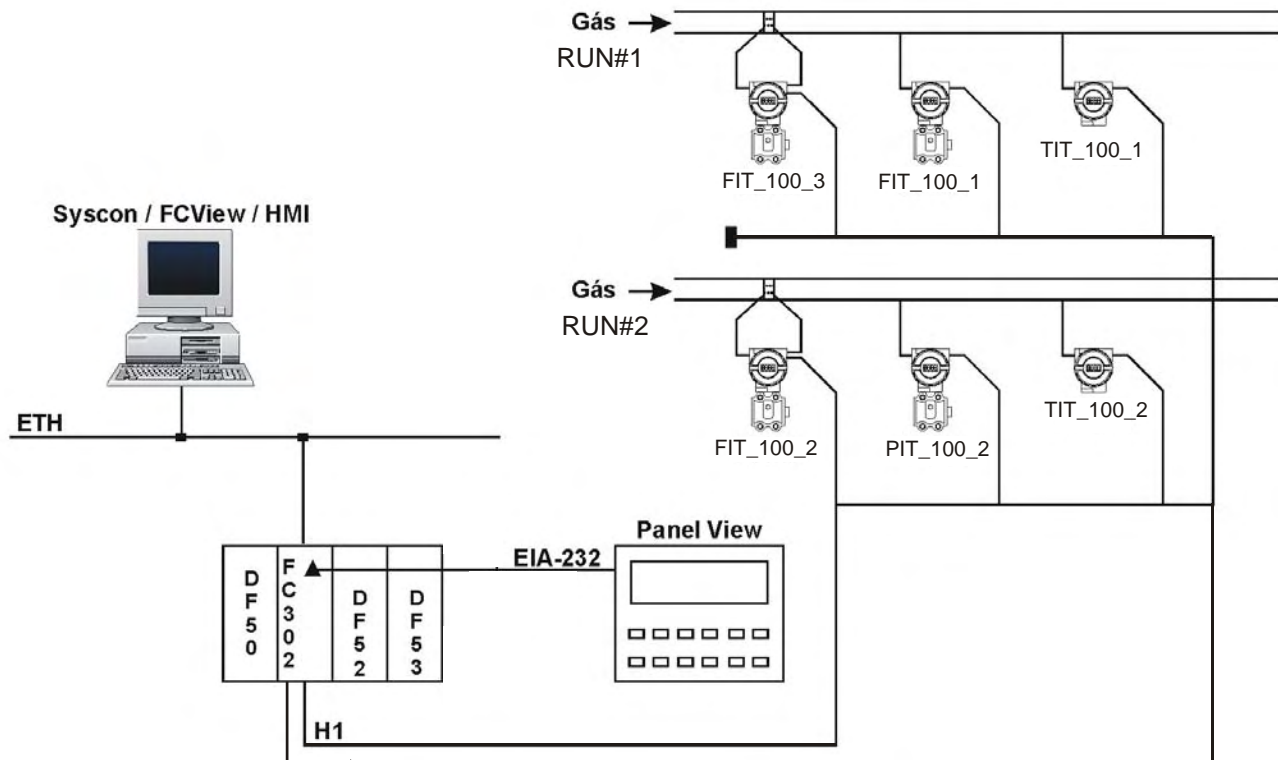 Gás
RUN#1
FIT_100_3
FIT_100_1
TIT_100_1
Syscon / FCView / HMI
Gás
RUN#2
FIT_100_2
PIT_100_2
TIT_100_2
ETH
Panel View
EIA-232
DF50
FC302
DF52
DF53
H1